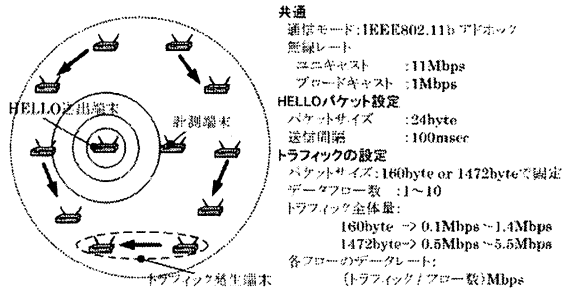 HELLO送出端末
計測端末
トラフィック発生端末
共通
通信モード:IEEE802.11b アドホック
無線レート
ユニキャスト :11Mbps
ブロードキャスト :1Mbps
HELLOパケット設定
パケットサイズ :24byte
送信間隔 :100msec
トラフィックの設定
パケットサイズ:160byte or 1472byteで固定
データフロー数 :1~10
トラフィック全体量:
160byte -> 0.1Mbps~1.4Mbps
1472byte-> 0.5Mbps~5.5Mbps
各フローのデータレート:
(トラフィック/フロー数)Mbps